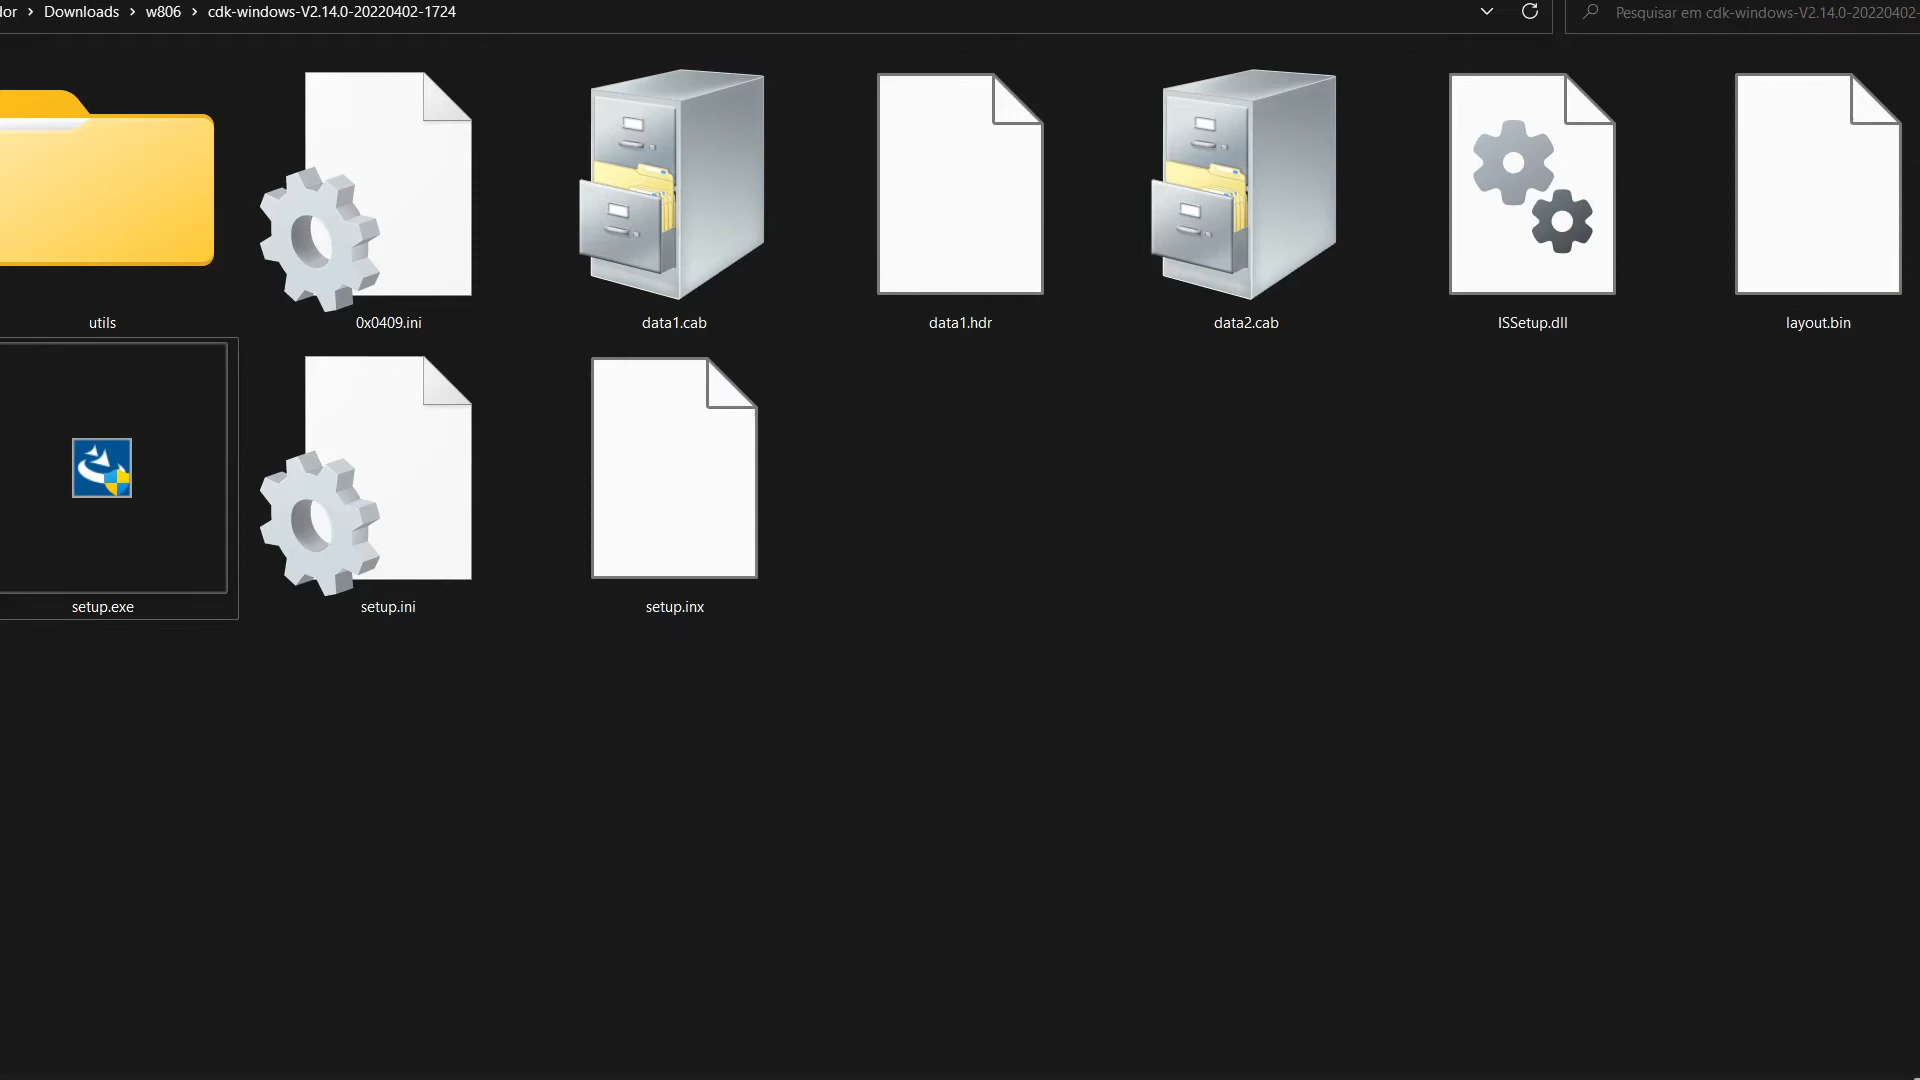 dor > Downloads > w806 > cdk-windows-V2.14.0-20220402-1724
Pesquisar em cdk-windows-V2.14.0-20220402-
utils
0x0409.ini
data1.cab
data1.hdr
data2.cab
ISSetup.dll
layout.bin
setup.exe
setup.ini
setup.inx